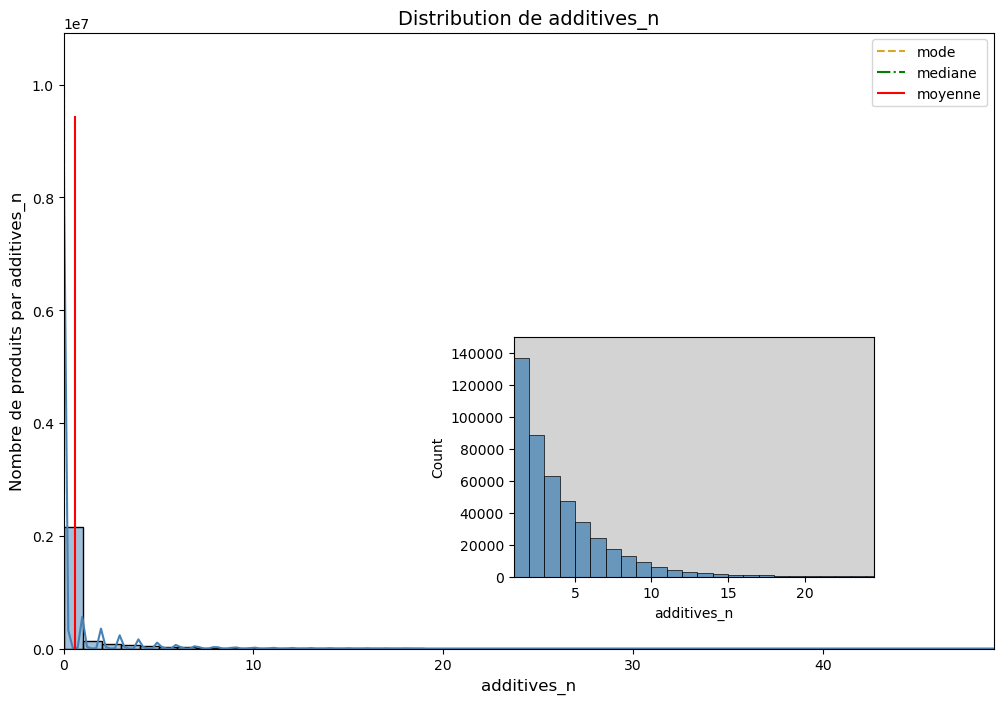 Distribution de additives_n
1e7
mode
mediane
moyenne
1.0
0.8
0.6
0.4
0.2
0.0
Nombre de produits par additives_n
0 10 20 30 40
additives_n
140000
120000
100000
80000
60000
40000
20000
0
Count
5 10 15 20
additives_n